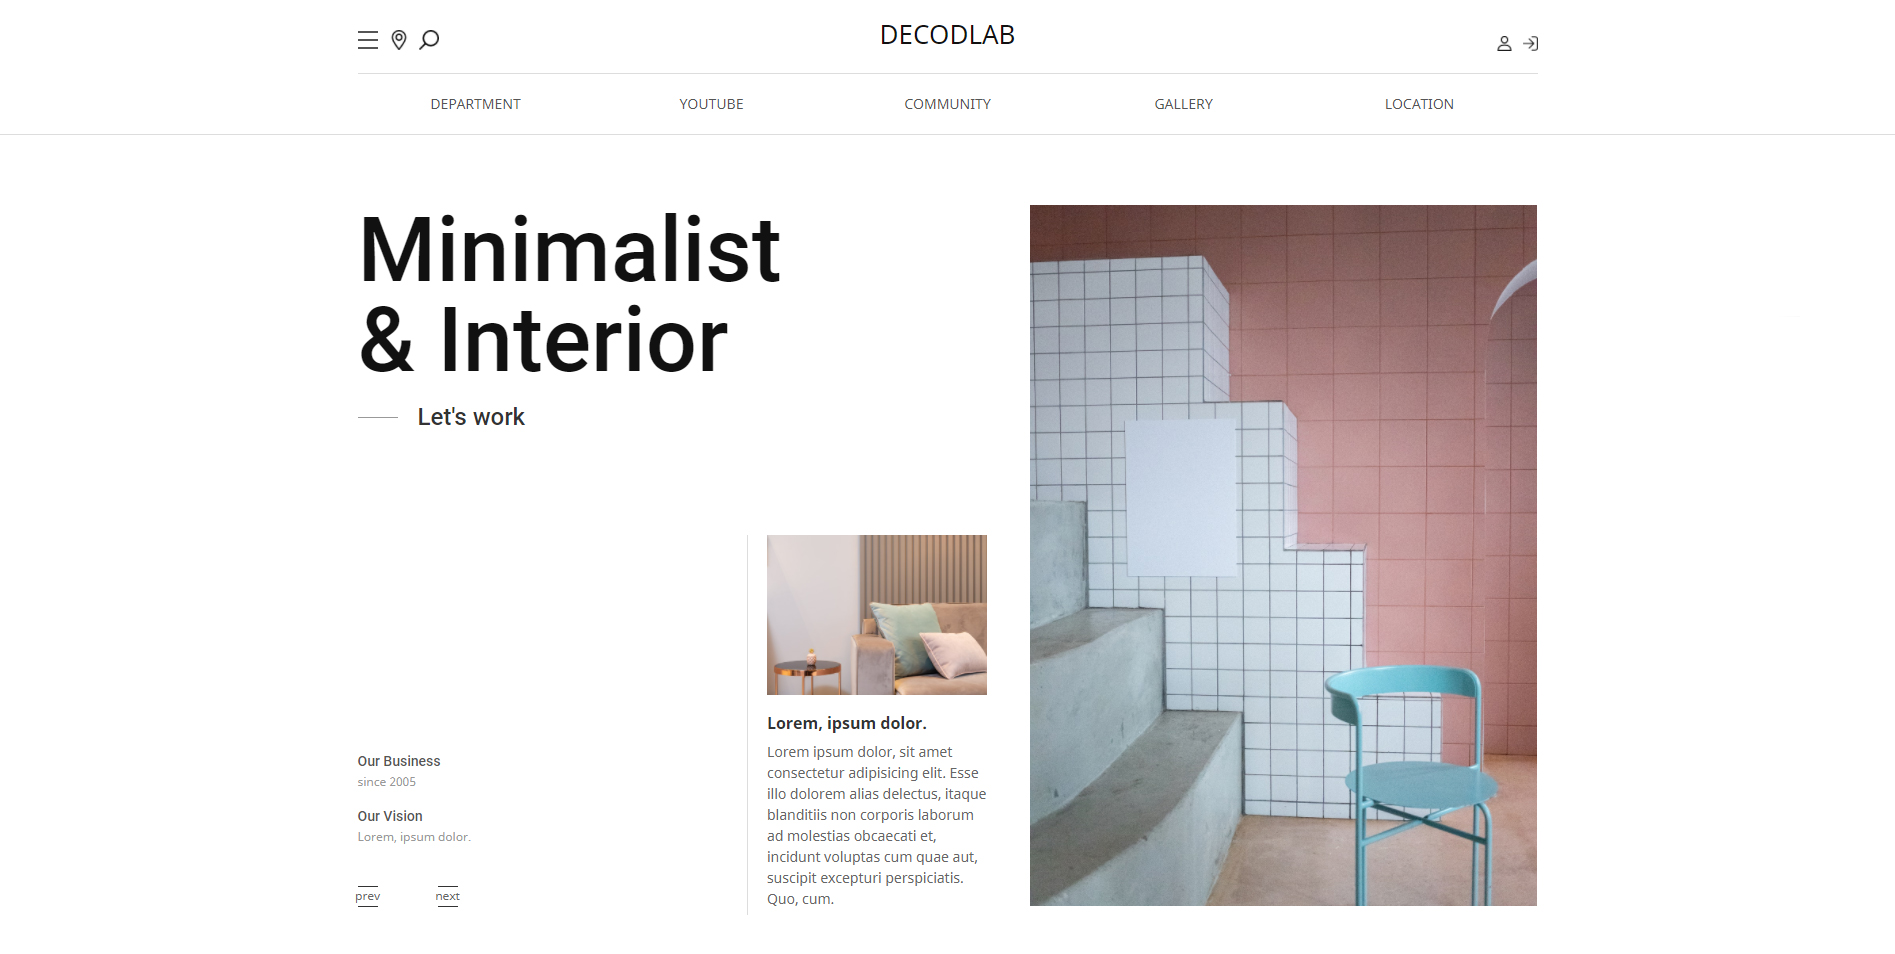 DECODLAB
DEPARTMENT
YOUTUBE
COMMUNITY
GALLERY
LOCATION
Minimalist
& Interior
Let's work
Our Business
since 2005
Our Vision
Lorem, ipsum dolor.
prev
next
Lorem, ipsum dolor.
Lorem ipsum dolor, sit amet
consectetur adipisicing elit. Esse
illo dolorem alias delectus, itaque
blanditiis non corporis laborum
ad molestias obcaecati et,
incidunt voluptas cum quae aut,
suscipit excepturi perspiciatis.
Quo, cum.